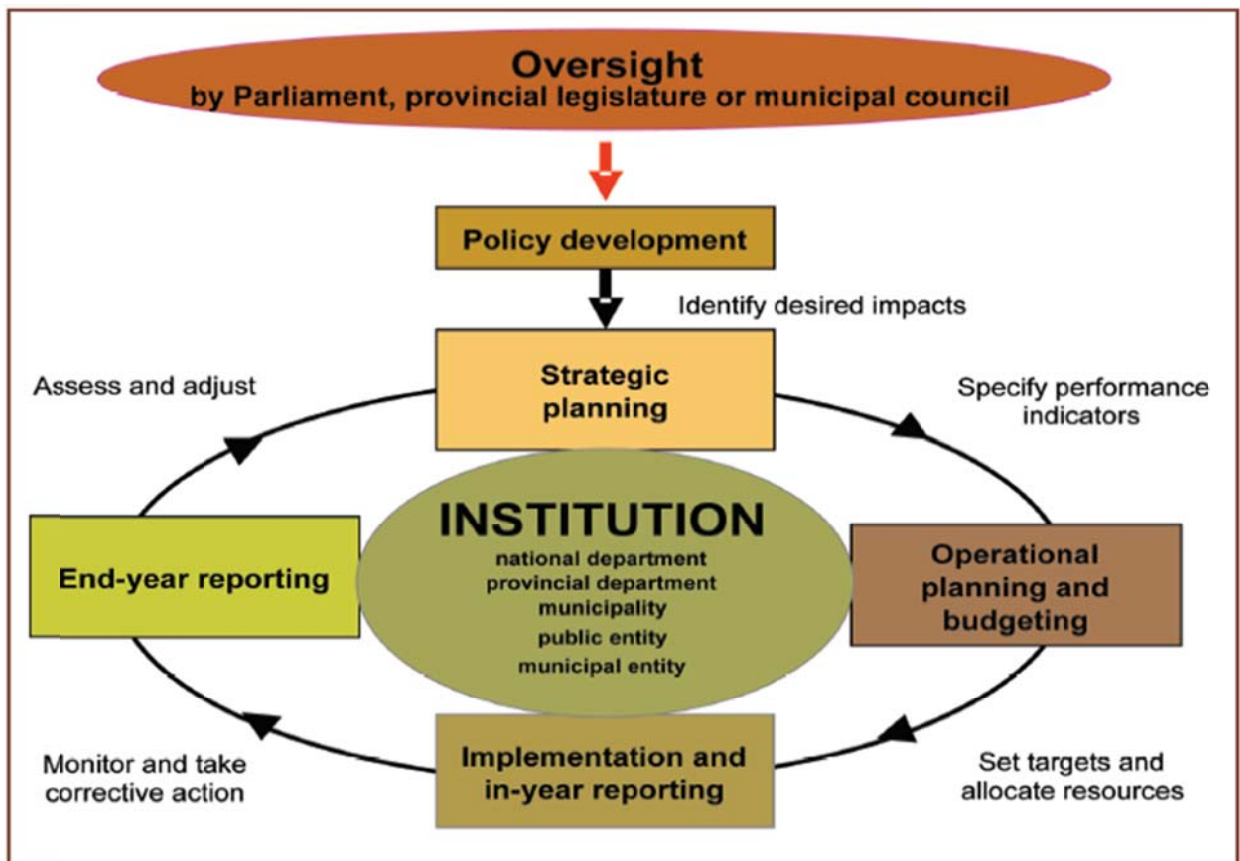 Oversight
by Parliament, provincial legislature or municipal council
Policy development
Identify desired impacts
Strategic
planning
Assess and adjust
Specify performance
indicators
INSTITUTION
national department
provincial department
municipality
public entity
municipal entity
End-year reporting
Operational
planning and
budgeting
Implementation and
in-year reporting
Monitor and take
corrective action
Set targets and
allocate resources